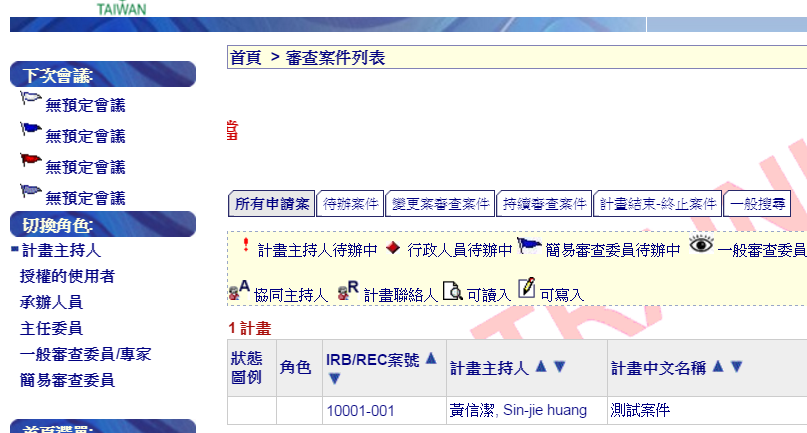 TAIWAN
首頁 > 審查案件列表
下次會議:
無預定會議
無預定會議
無預定會議
無預定會議
切換角色:
計畫主持人
授權的使用者
承辦人員
主任委員
一般審查委員/專家
簡易審查委員
首頁選單:
所有申請案 待辦案件 變更案審查案件 持續審查案件 計畫結束-終止案件 一般搜尋
! 計畫主持人待辦中 行政人員待辦中 簡易審查委員待辦中 一般審查委員
A 協同主持人 R 計畫聯絡人 可讀入 可寫入
1 計畫
狀態圖例 角色 IRB/REC案號 ▲▼ 計畫主持人 ▲ ▼ 計畫中文名稱 ▲ ▼
10001-001 黃信潔, Sin-jie huang 測試案件